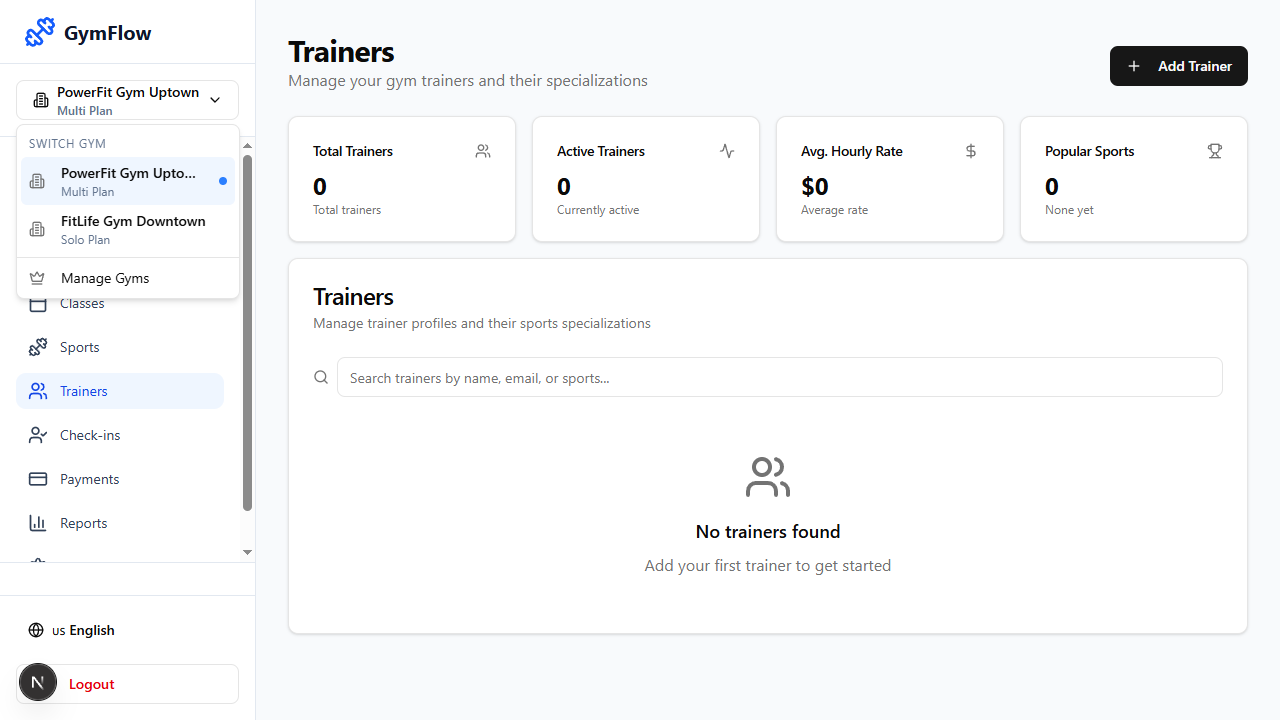 GymFlow
PowerFit Gym Uptown
Multi Plan
SWITCH GYM
PowerFit Gym Upto...
Multi Plan
FitLife Gym Downtown
Solo Plan
Manage Gyms
Classes
Sports
Trainers
Check-ins
Payments
Reports
us English
N
Logout
Trainers
Manage your gym trainers and their specializations
Add Trainer
Total Trainers
0
Total trainers
Active Trainers
0
Currently active
Avg. Hourly Rate
$0
Average rate
Popular Sports
0
None yet
Trainers
Manage trainer profiles and their sports specializations
Search trainers by name, email, or sports...
No trainers found
Add your first trainer to get started